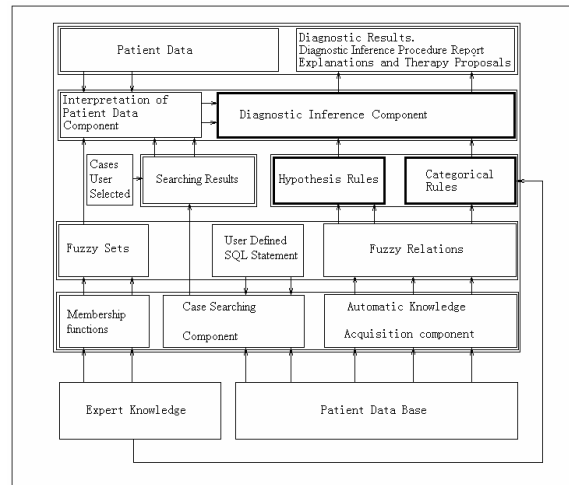 Patient Data
Diagnostic Results.
Diagnostic Inference Procedure Report
Explanations and Therapy Proposals
Interpretation of
Patient Data
Component
Diagnostic Inference Component
Cases
User
Selected
Searching Results
Hypothesis Rules
Categorical
Rules
Fuzzy Sets
User Defined
SQL Statement
Fuzzy Relations
Membership
functions
Case Searching
Component
Automatic Knowledge
Acquisition component
Expert Knowledge
Patient Data Base